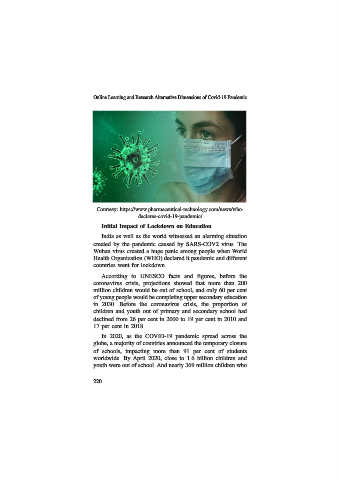 Online Learning and Research Alternative Dimensions of Covid-19 Pandemic
Courtesy: https://www.pharmaceutical-technology.com/news/who-
declares-covid-19-pandemic/
Initial Impact of Lockdown on Education
India as well as the world witnessed an alarming situation
created by the pandemic caused by SARS-COV2 virus. The
Wuhan virus created a huge panic among people when World
Health Organization (WHO) declared it pandemic and different
countries went for lockdown.
According to UNESCO facts and figures, before the
coronavirus crisis, projections showed that more than 200
million children would be out of school, and only 60 per cent
of young people would be completing upper secondary education
in 2030. Before the coronavirus crisis, the proportion of
children and youth out of primary and secondary school had
declined from 26 per cent in 2000 to 19 per cent in 2010 and
17 per cent in 2018.
In 2020, as the COVID-19 pandemic spread across the
globe, a majority of countries announced the temporary closure
of schools, impacting more than 91 per cent of students
worldwide. By April 2020, close to 1.6 billion children and
youth were out of school. And nearly 369 million children who
220